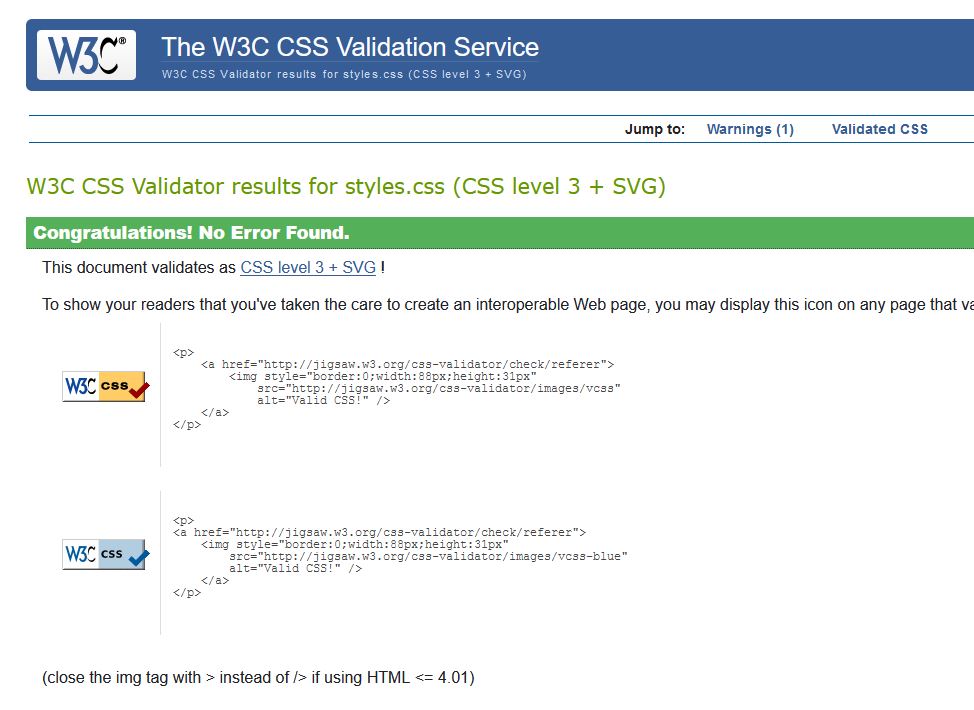 W3C®
The W3C CSS Validation Service
W3C CSS Validator results for styles.css (CSS level 3 + SVG)
Jump to: Warnings (1) Validated CSS
W3C CSS Validator results for styles.css (CSS level 3 + SVG)
Congratulations! No Error Found.
This document validates as CSS level 3 + SVG !
To show your readers that you've taken the care to create an interoperable Web page, you may display this icon on any page that va
W3C css
<p>
<a href="http://jigsaw.w3.org/css-validator/check/referer">
<img style="border:0;width:88px;height:31px"
src="http://jigsaw.w3.org/css-validator/images/vcss"
alt="Valid CSS!" />
</a>
</p>
W3C css
<p>
<a href="http://jigsaw.w3.org/css-validator/check/referer">
<img style="border:0;width:88px;height:31px"
src="http://jigsaw.w3.org/css-validator/images/vcss-blue"
alt="Valid CSS!" />
</a>
</p>
(close the img tag with > instead of /> if using HTML <= 4.01)